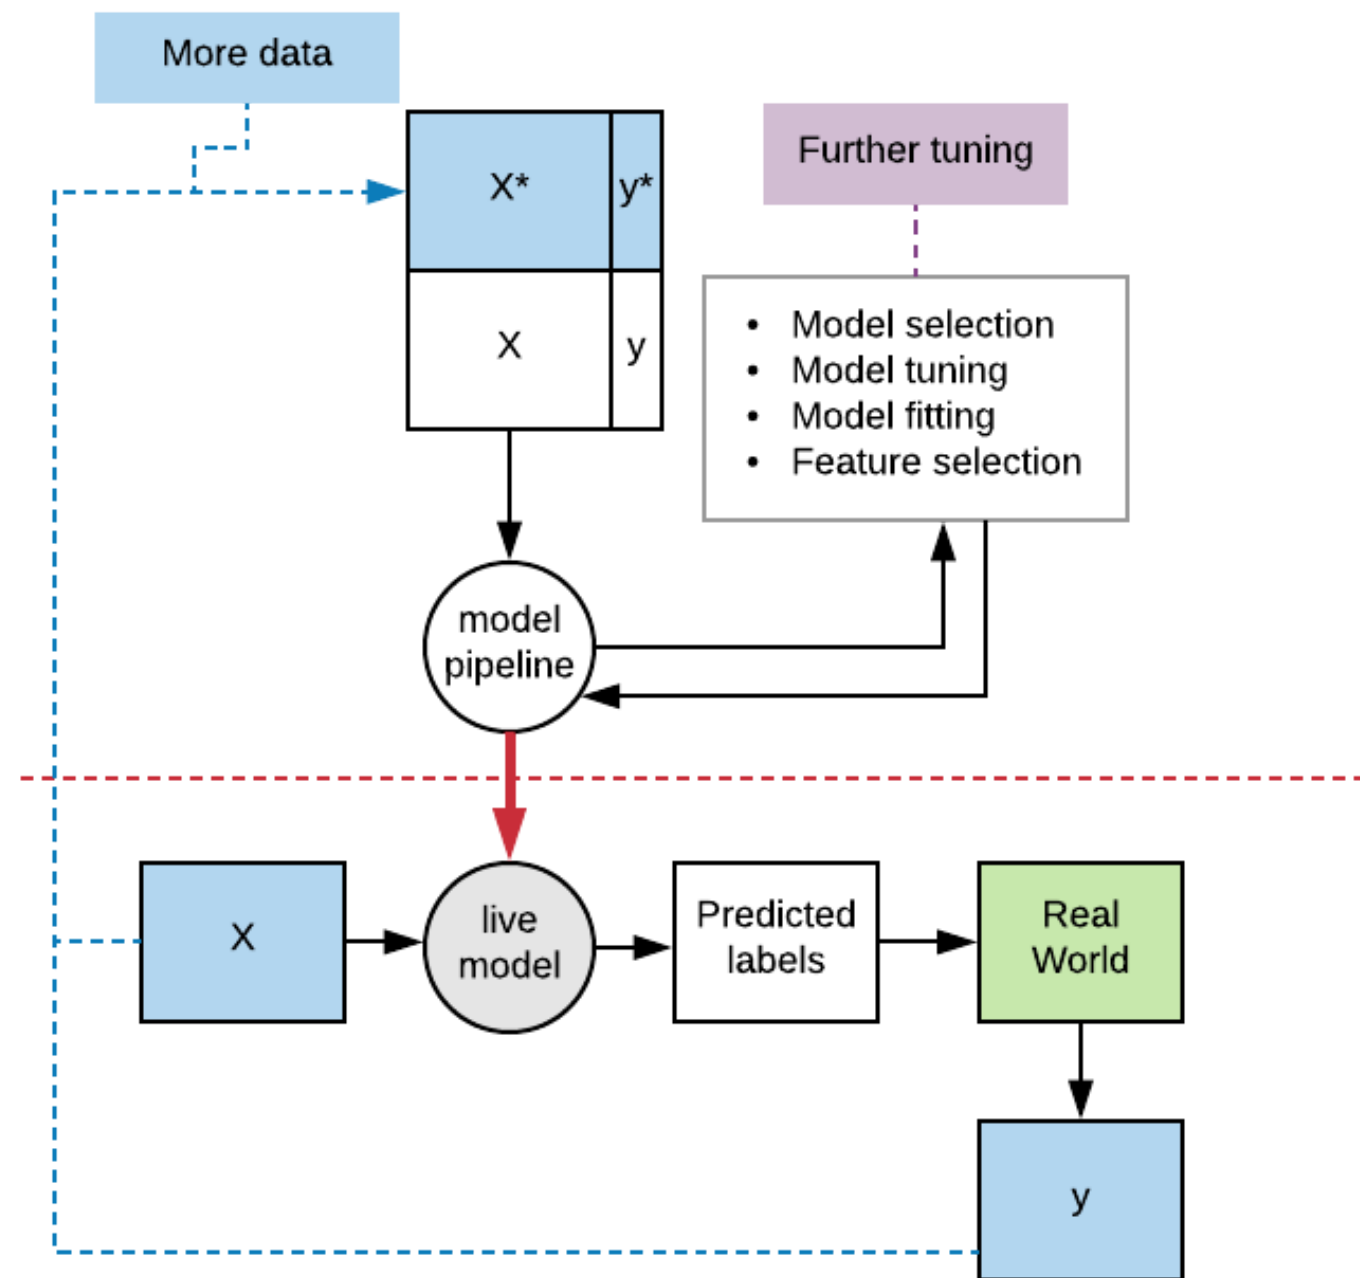 More data
Further tuning
X*
y*
X
y
• Model selection
• Model tuning
• Model fitting
• Feature selection
model
pipeline
X
live
model
Predicted
labels
Real
World
y